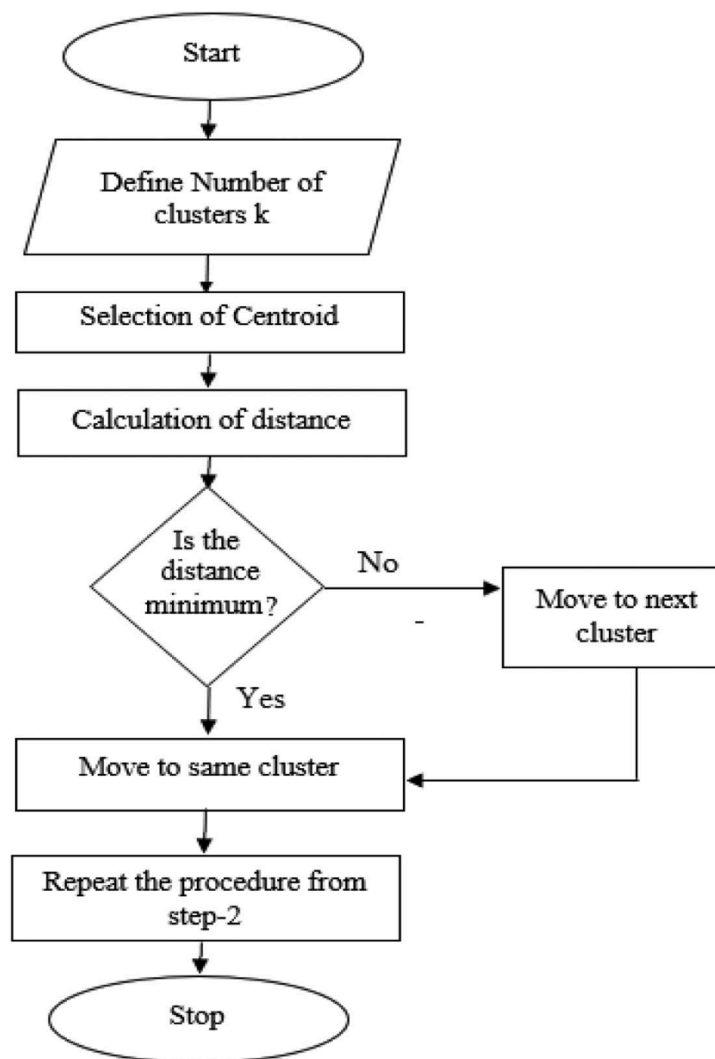 Start
Define Number of
clusters k
Selection of Centroid
Calculation of distance
Is the
distance
minimum?
No
-
Move to next
cluster
Yes
Move to same cluster
Repeat the procedure from
step-2
Stop